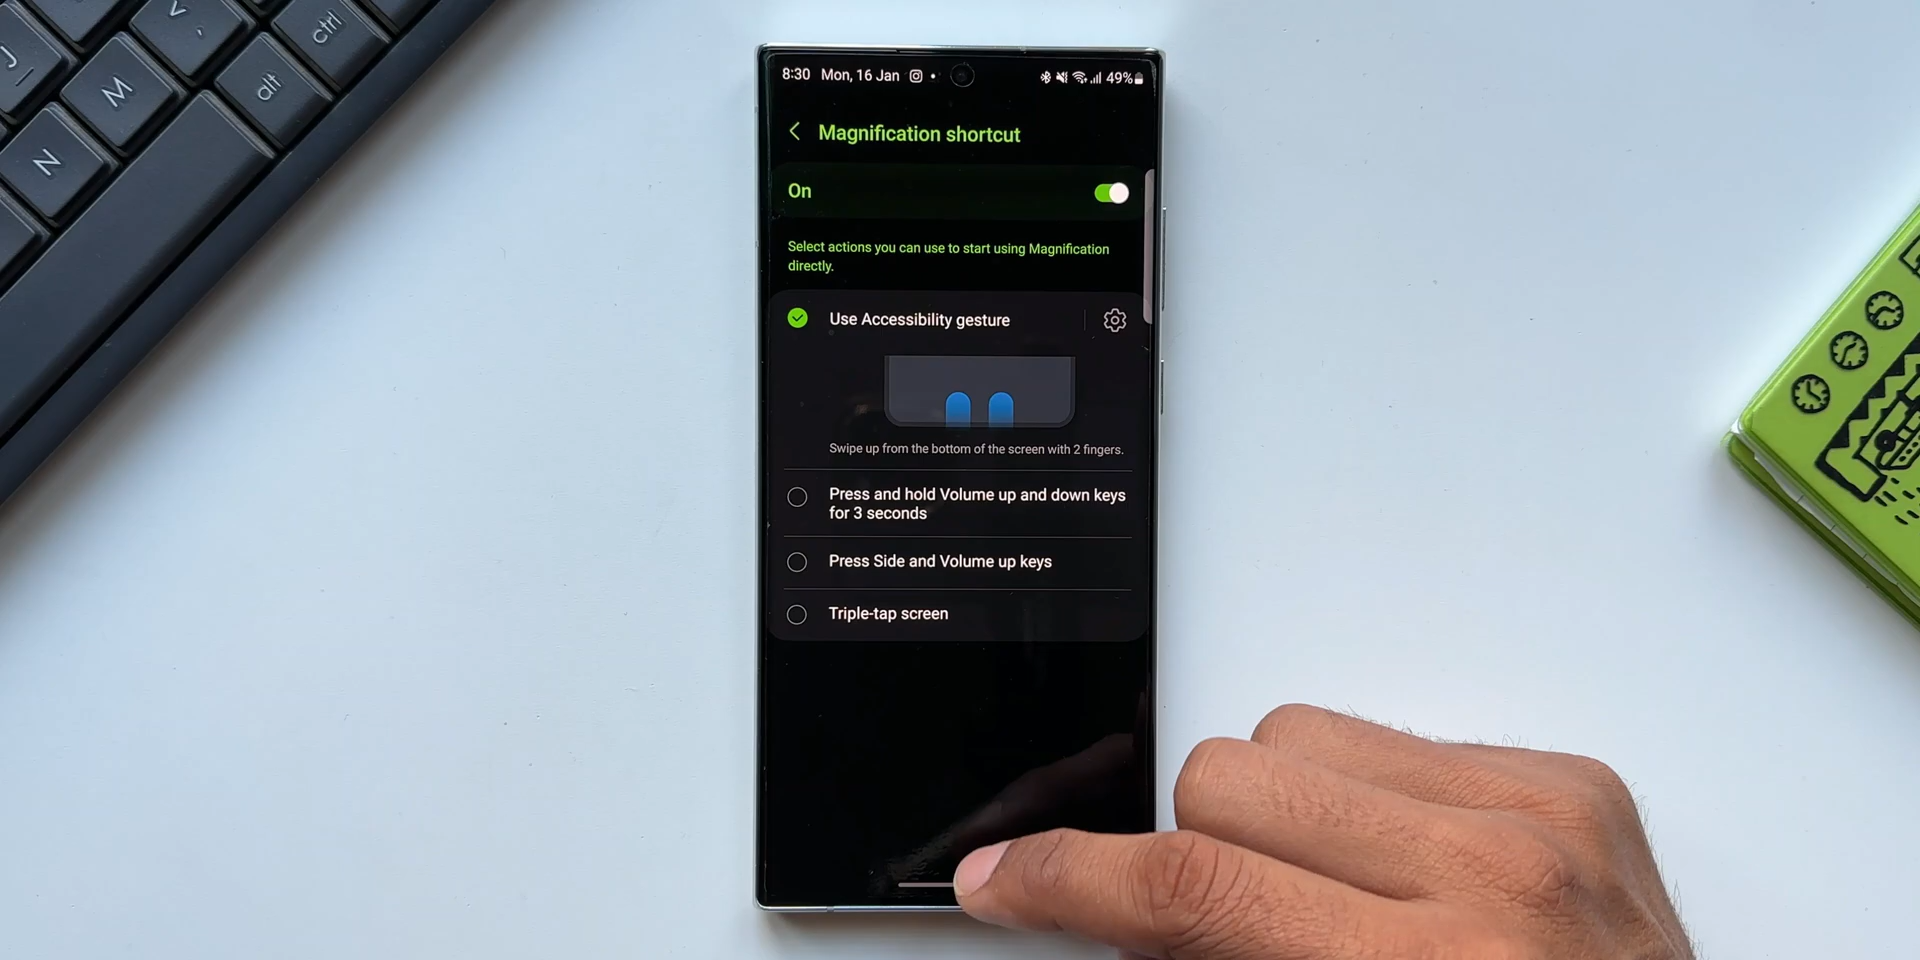 J
M
N
,
alt
ctrl
8:30 Mon, 16 Jan 49%
Magnification shortcut
On
Select actions you can use to start using Magnification
directly.
Use Accessibility gesture
Swipe up from the bottom of the screen with 2 fingers.
Press and hold Volume up and down keys
for 3 seconds
Press Side and Volume up keys
Triple-tap screen